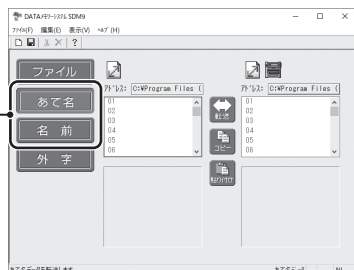 DATAﾒﾓﾘｰｼｽﾃﾑ SDM9
ﾌｧｲﾙ(F) 編集(E) 表示(V) ﾍﾙﾌﾟ(H)
ファイル
あて名
名前
外字
ｱﾄﾞﾚｽ: C:¥Program Files (
01
02
03
04
05
06
転送
コピー
貼り付け
ｱﾄﾞﾚｽ: C:¥Program Files (
01
02
03
04
05
06